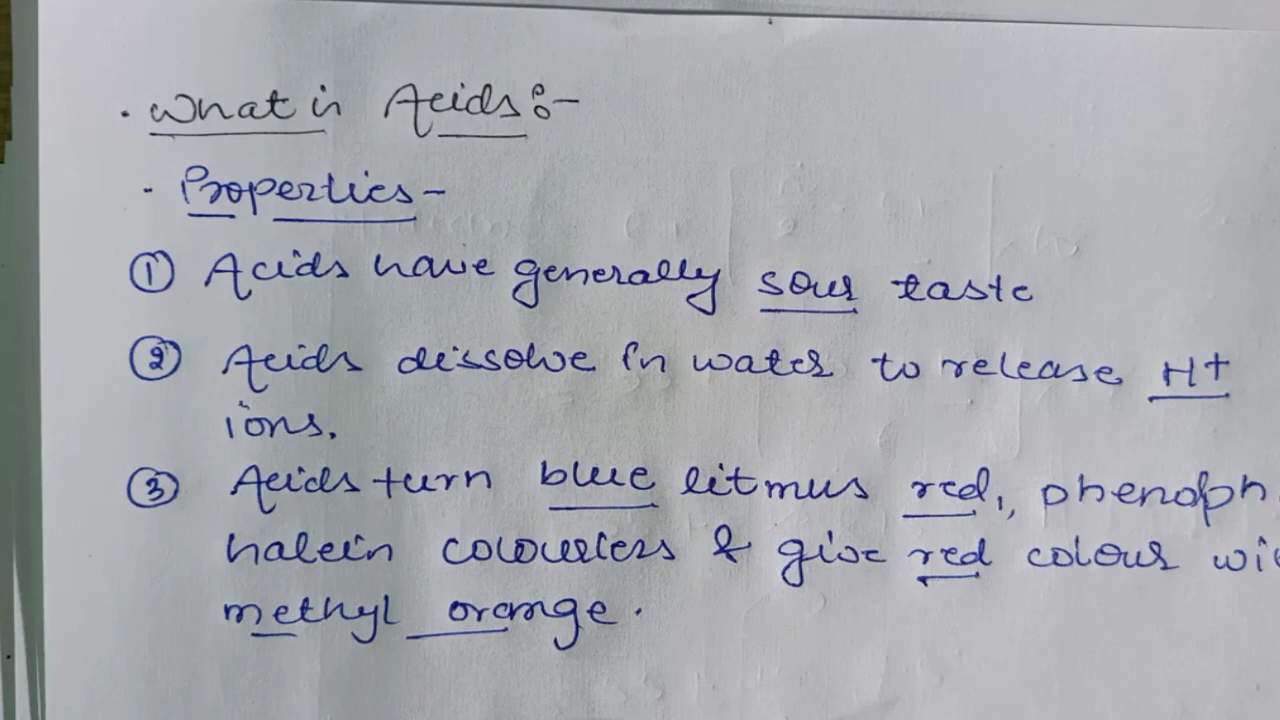 . What is Acids :-
. Properties -
① Acids have generally sour taste
② Acids dissolve in water to release H+
ions.
③ Acids turn blue litmus red, phenolph
halein colourless & give red colour wi
methyl orange.